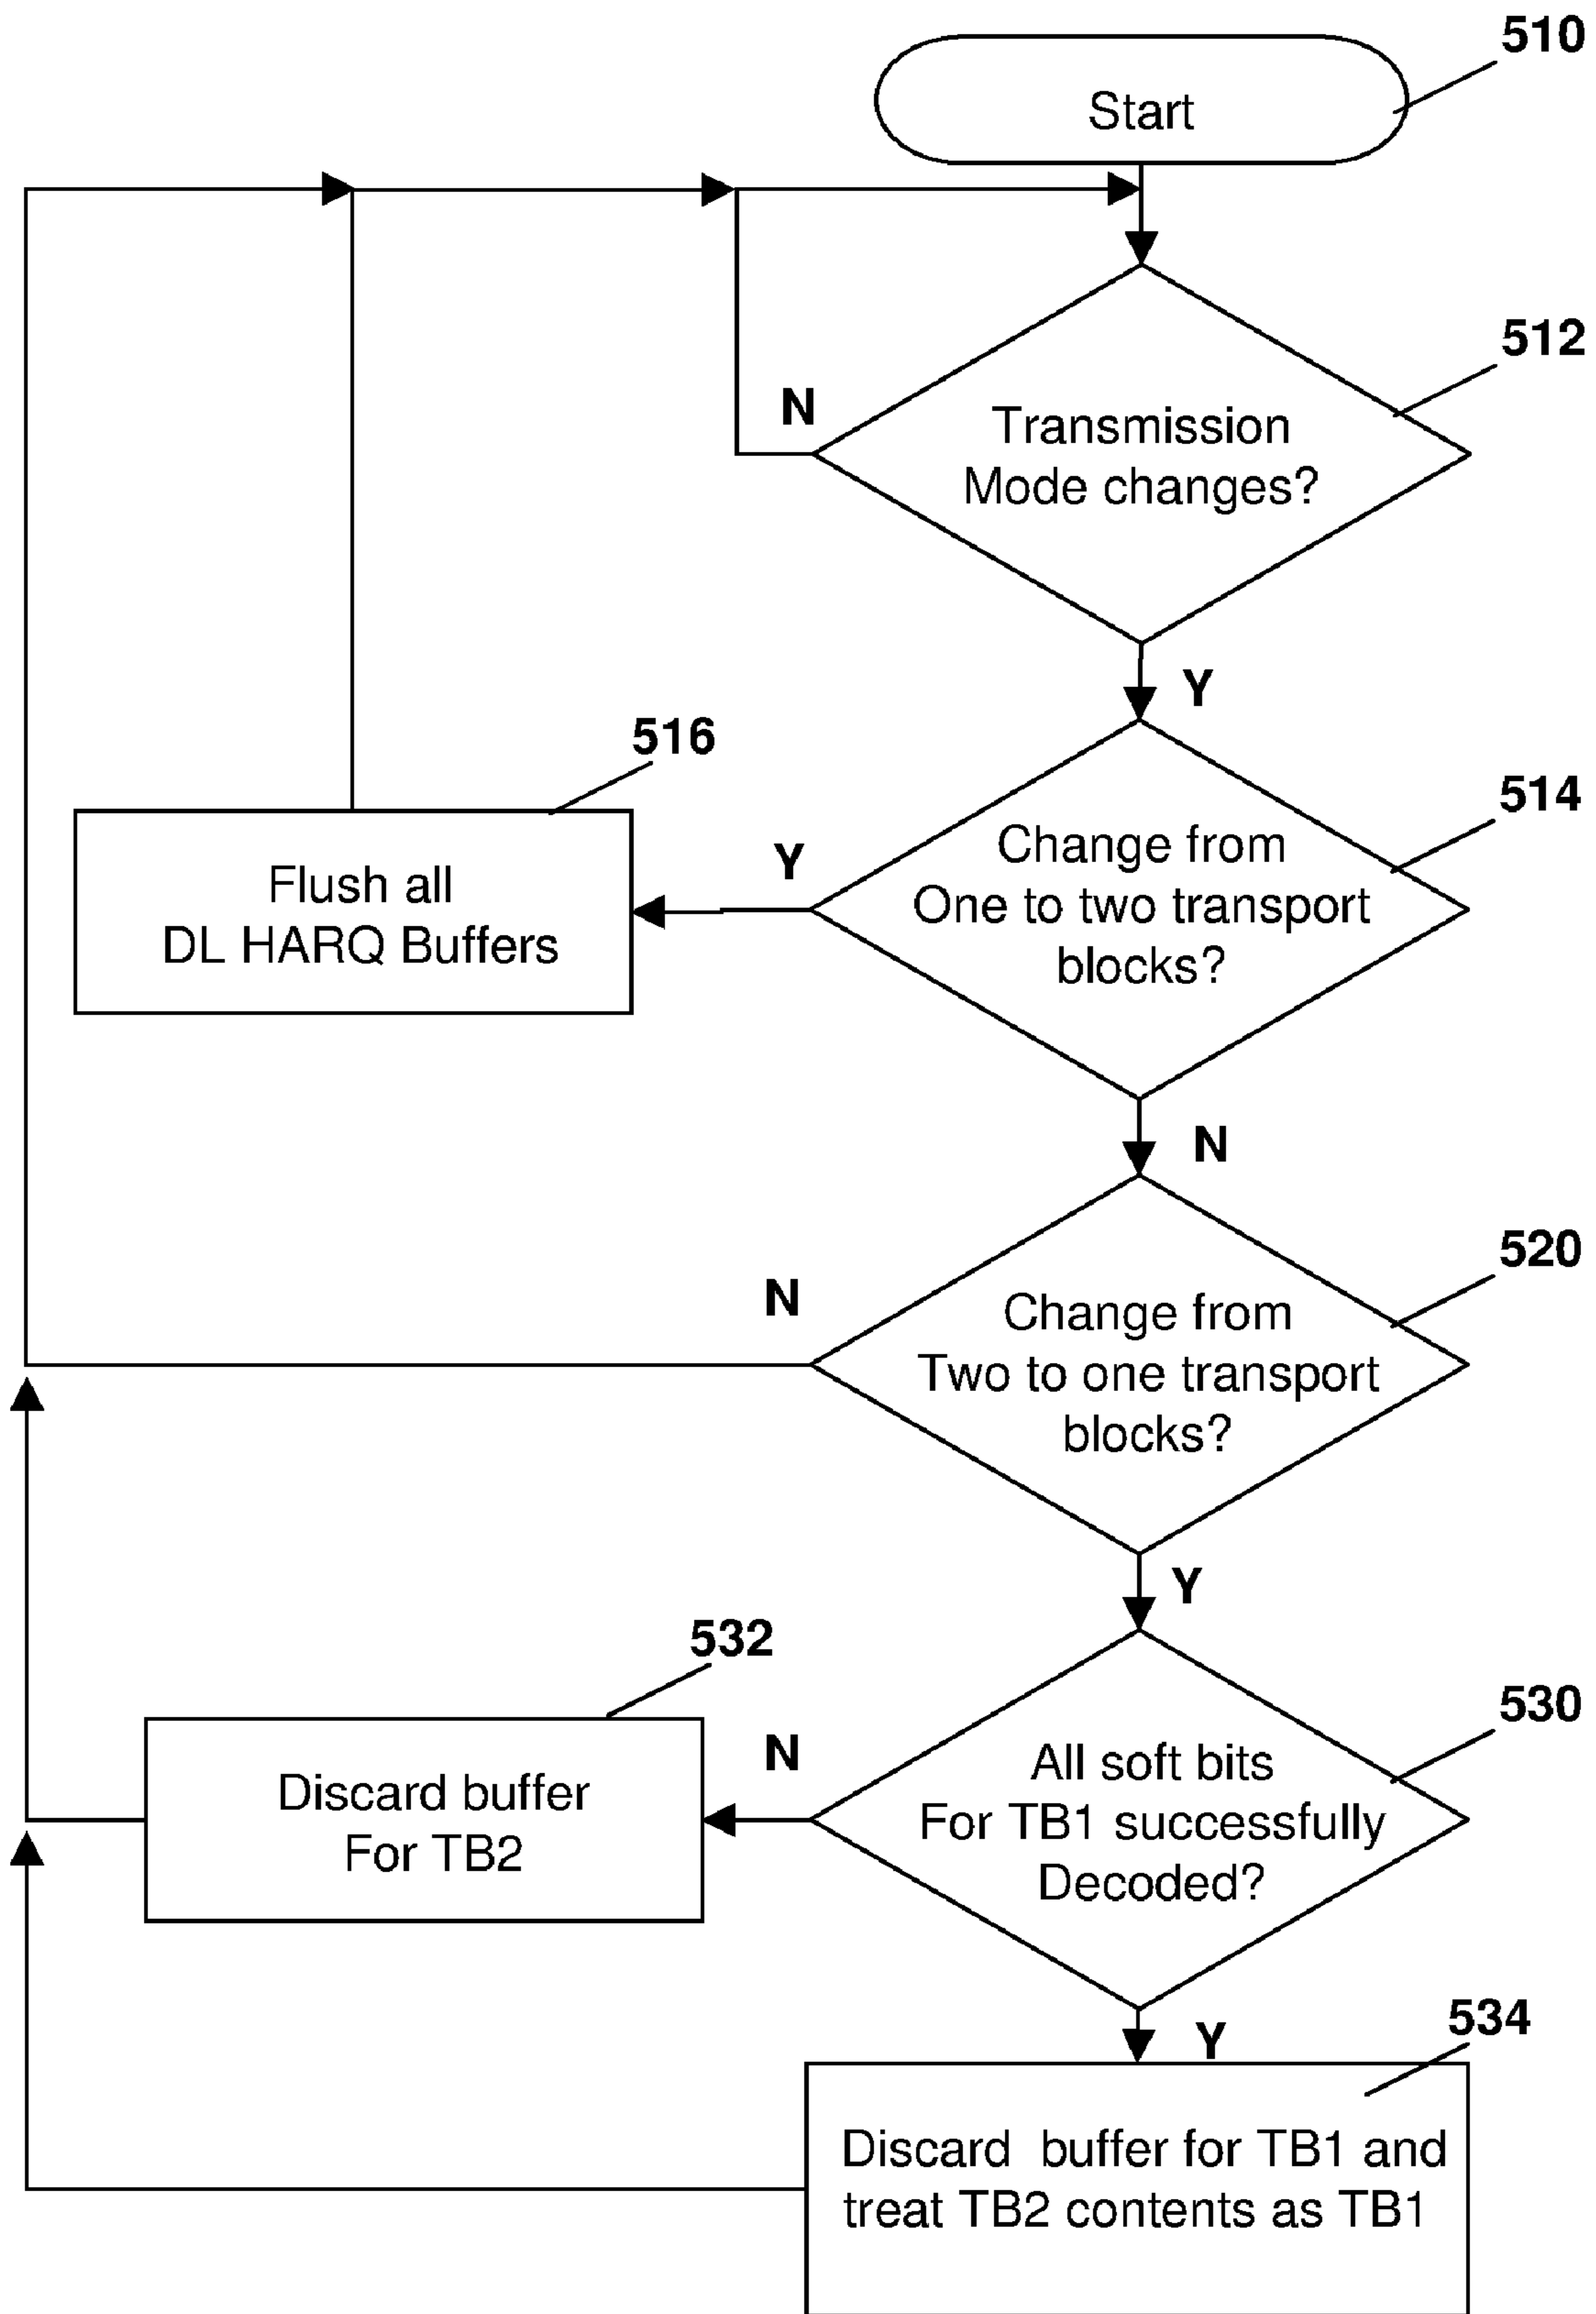 510
Start
512
N
Transmission
Mode changes?
Y
516
514
Flush all
DL HARQ Buffers
Y
Change from
One to two transport
blocks?
N
520
N
Change from
Two to one transport
blocks?
Y
532
530
Discard buffer
For TB2
N
All soft bits
For TB1 successfully
Decoded?
Y
534
Discard buffer for TB1 and
treat TB2 contents as TB1